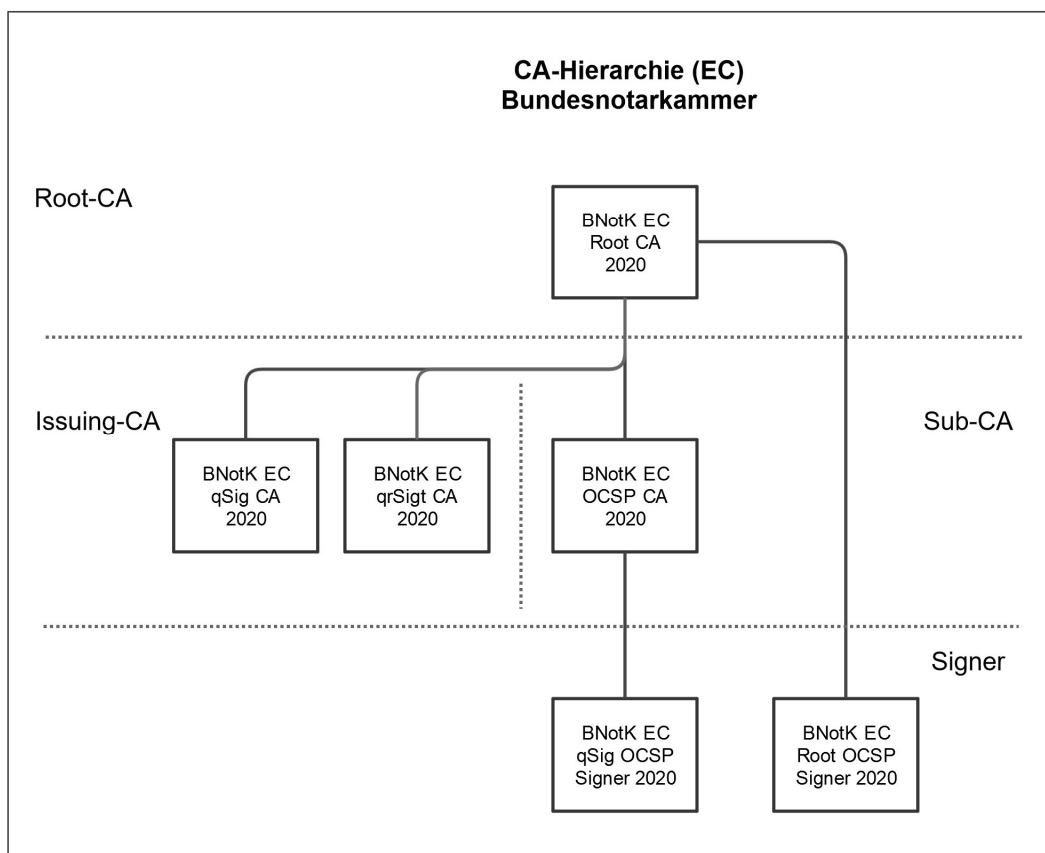 CA-Hierarchie (EC)
Bundesnotarkammer
Root-CA
BNotK EC
Root CA
2020
Issuing-CA
Sub-CA
BNotK EC
qSig CA
2020
BNotK EC
qrSigt CA
2020
BNotK EC
OCSP CA
2020
Signer
BNotK EC
qSig OCSP
Signer 2020
BNotK EC
Root OCSP
Signer 2020